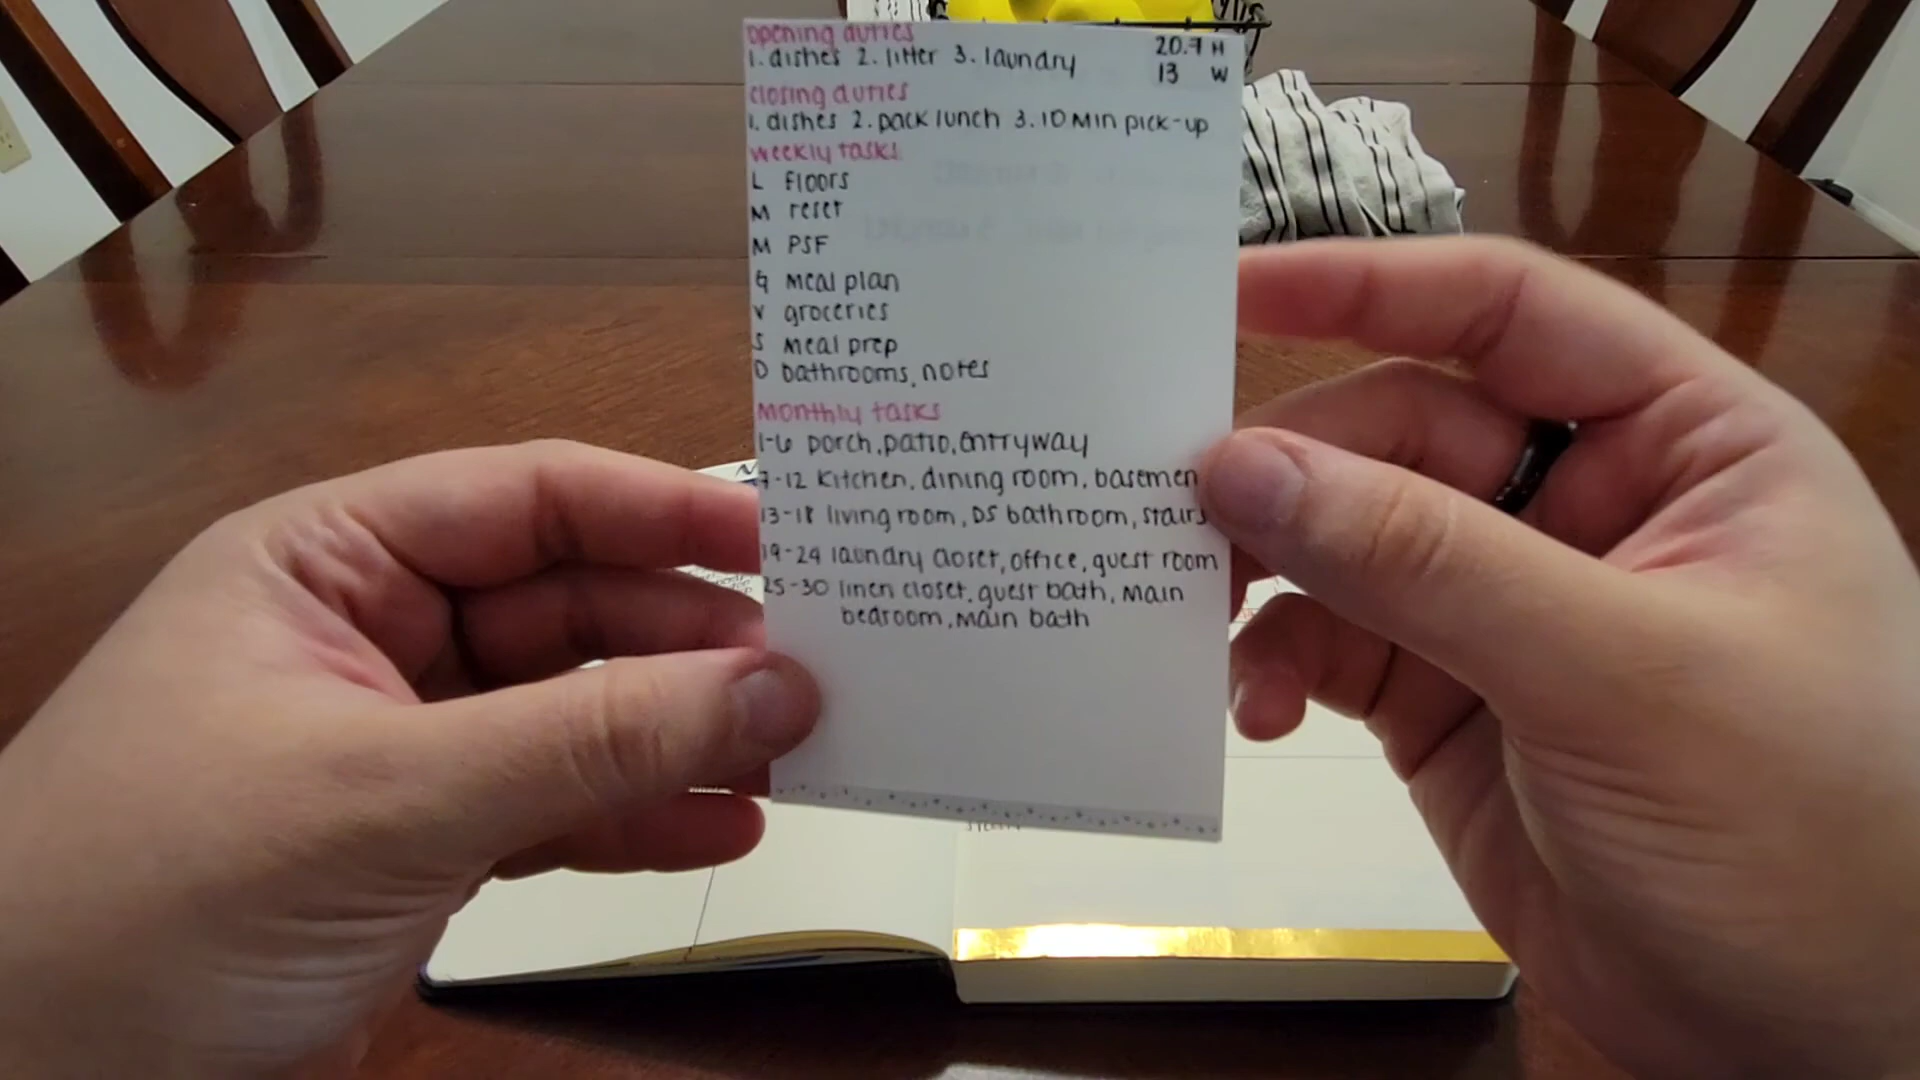 opening duties
1. dishes 2. litter 3. laundry
20.7 H
13 W
closing duties
1. dishes 2. pack lunch 3. 10 Min pick-up
weekly tasks
L floors
M reset
M PSF
G meal plan
V groceries
S meal prep
D bathrooms, notes
Monthly tasks
1-6 porch, patio, entryway
7-12 kitchen, dining room, basemen
13-18 living room, DS bathroom, stairs
19-24 laundry closet, office, guest room
25-30 linen closet, guest bath, main
bedroom, main bath